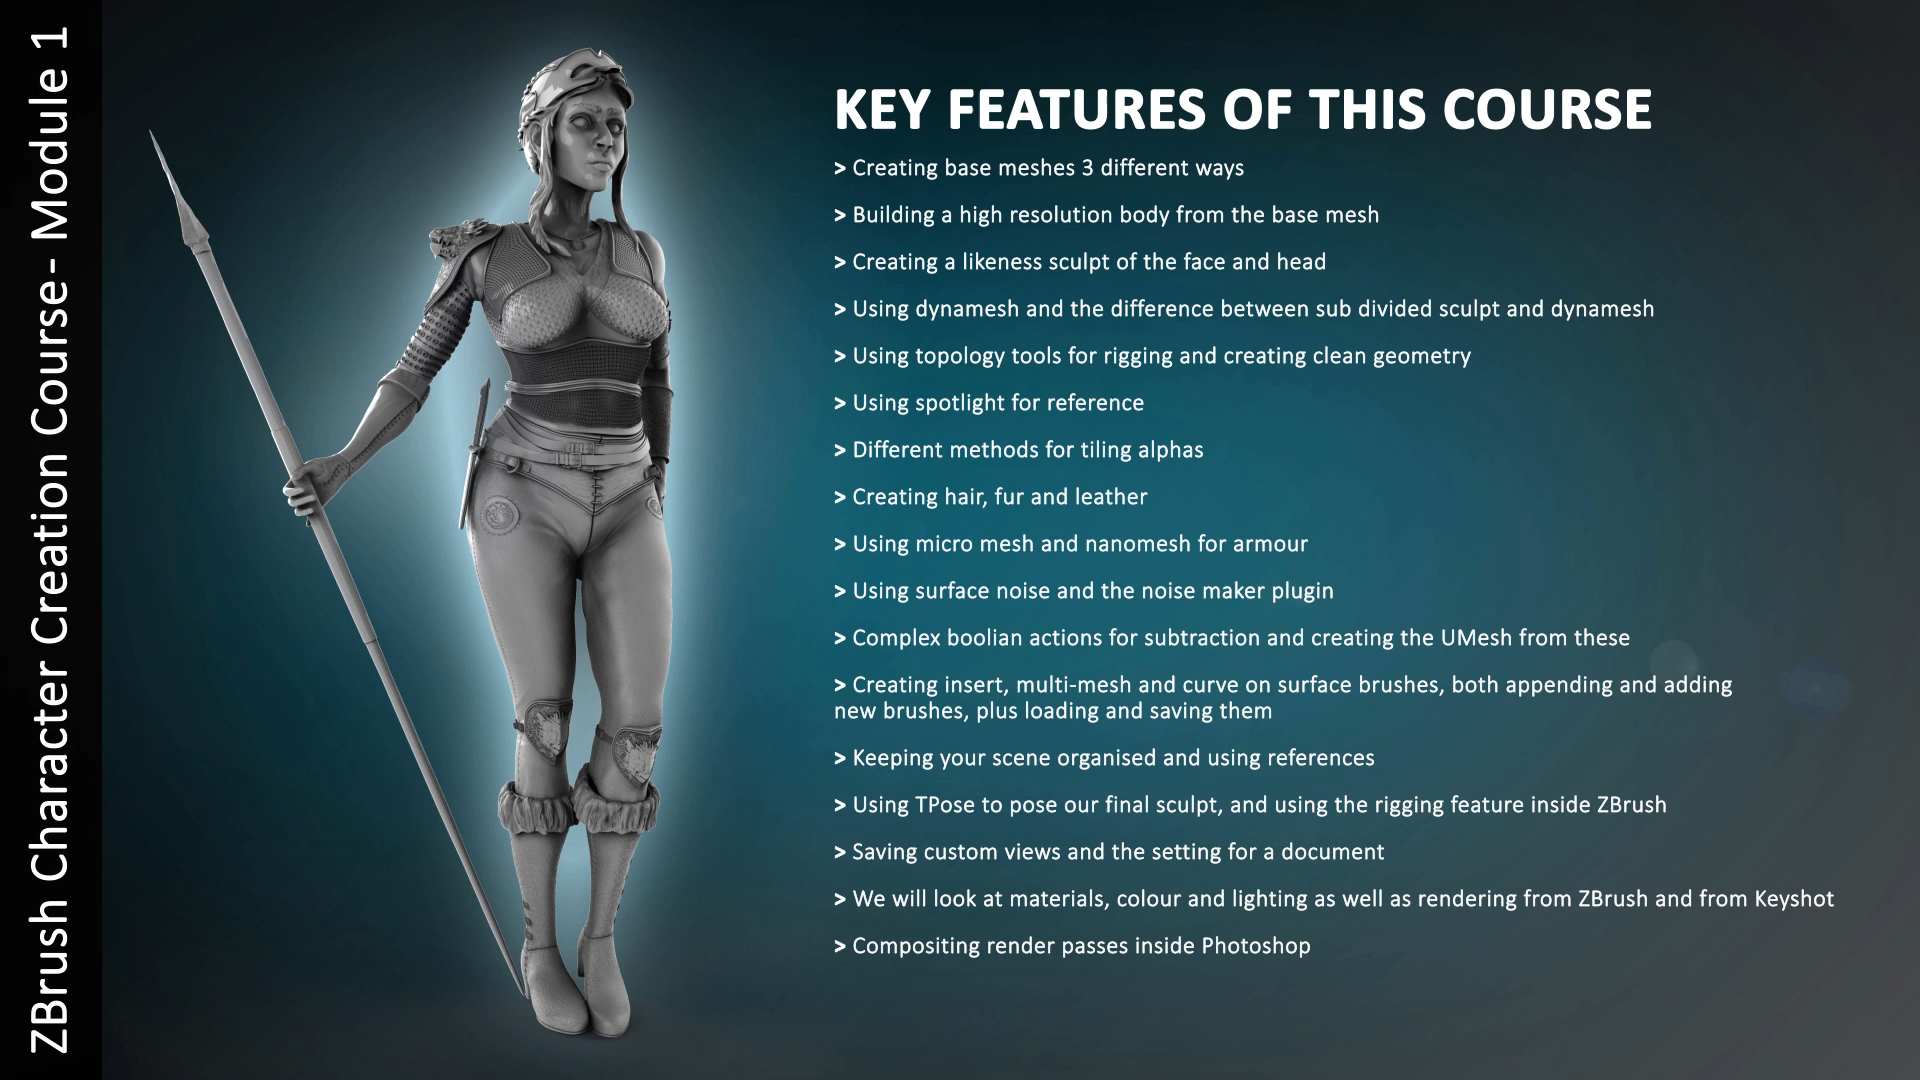 ZBrush Character Creation Course- Module 1
KEY FEATURES OF THIS COURSE
> Creating base meshes 3 different ways
> Building a high resolution body from the base mesh
> Creating a likeness sculpt of the face and head
> Using dynamesh and the difference between sub divided sculpt and dynamesh
> Using topology tools for rigging and creating clean geometry
> Using spotlight for reference
> Different methods for tiling alphas
> Creating hair, fur and leather
> Using micro mesh and nanomesh for armour
> Using surface noise and the noise maker plugin
> Complex boolian actions for subtraction and creating the UMesh from these
> Creating insert, multi-mesh and curve on surface brushes, both appending and adding
new brushes, plus loading and saving them
> Keeping your scene organised and using references
> Using TPose to pose our final sculpt, and using the rigging feature inside ZBrush
> Saving custom views and the setting for a document
> We will look at materials, colour and lighting as well as rendering from ZBrush and from Keyshot
> Compositing render passes inside Photoshop